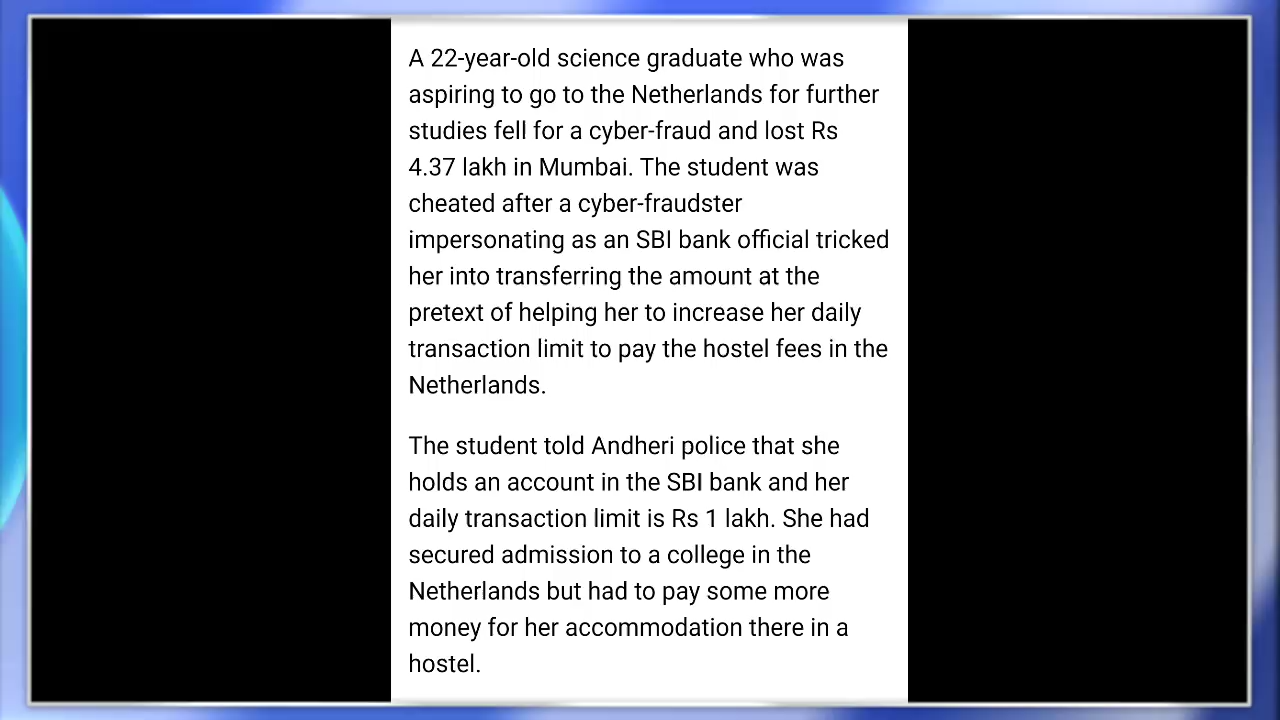 A 22-year-old science graduate who was
aspiring to go to the Netherlands for further
studies fell for a cyber-fraud and lost Rs
4.37 lakh in Mumbai. The student was
cheated after a cyber-fraudster
impersonating as an SBI bank official tricked
her into transferring the amount at the
pretext of helping her to increase her daily
transaction limit to pay the hostel fees in the
Netherlands.
The student told Andheri police that she
holds an account in the SBI bank and her
daily transaction limit is Rs 1 lakh. She had
secured admission to a college in the
Netherlands but had to pay some more
money for her accommodation there in a
hostel.